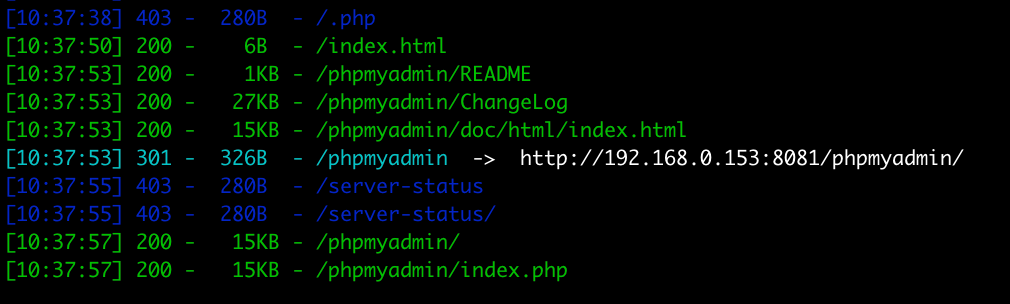 [10:37:38] 403 -  280B  - /.php
[10:37:50] 200 -    6B  - /index.html
[10:37:53] 200 -    1KB - /phpmyadmin/README
[10:37:53] 200 -   27KB - /phpmyadmin/ChangeLog
[10:37:53] 200 -   15KB - /phpmyadmin/doc/html/index.html
[10:37:53] 301 -  326B  - /phpmyadmin  ->  http://192.168.0.153:8081/phpmyadmin/
[10:37:55] 403 -  280B  - /server-status
[10:37:55] 403 -  280B  - /server-status/
[10:37:57] 200 -   15KB - /phpmyadmin/
[10:37:57] 200 -   15KB - /phpmyadmin/index.php